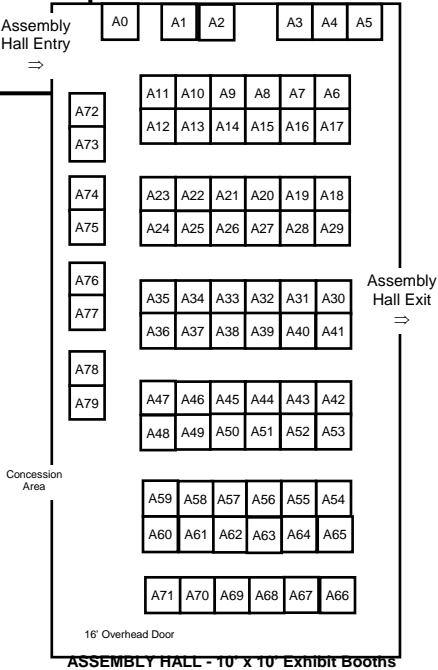 Assembly
Hall Entry
⇒
A0 A1 A2 A3 A4 A5
A11 A10 A9 A8 A7 A6
A12 A13 A14 A15 A16 A17
A72
A73
A23 A22 A21 A20 A19 A18
A24 A25 A26 A27 A28 A29
A74
A75
A35 A34 A33 A32 A31 A30
A36 A37 A38 A39 A40 A41
A76
A77
Assembly
Hall Exit
⇒
A78
A79
A47 A46 A45 A44 A43 A42
A48 A49 A50 A51 A52 A53
Concession
Area
A59 A58 A57 A56 A55 A54
A60 A61 A62 A63 A64 A65
A71 A70 A69 A68 A67 A66
16' Overhead Door
ASSEMBLY HALL - 10' x 10' Exhibit Booths